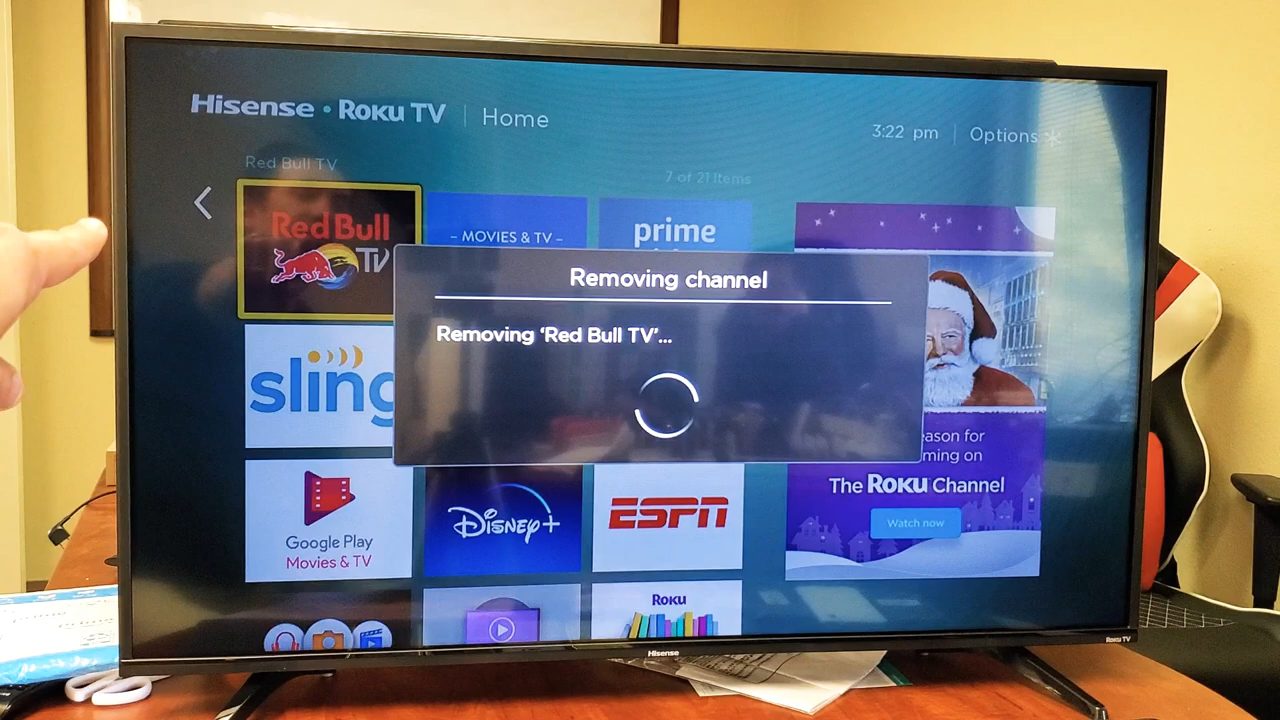 Hisense • Roku TV | Home
3:22 pm | Options
Red Bull TV
7 of 21 Items
Red Bull
TV
– MOVIES & TV –
prime
Removing channel
Removing ‘Red Bull TV’...
sling
eason for
ming on
The Roku Channel
Watch now
Google Play
Movies & TV
Disney+
ESPN
Roku
Hisense
Roku TV